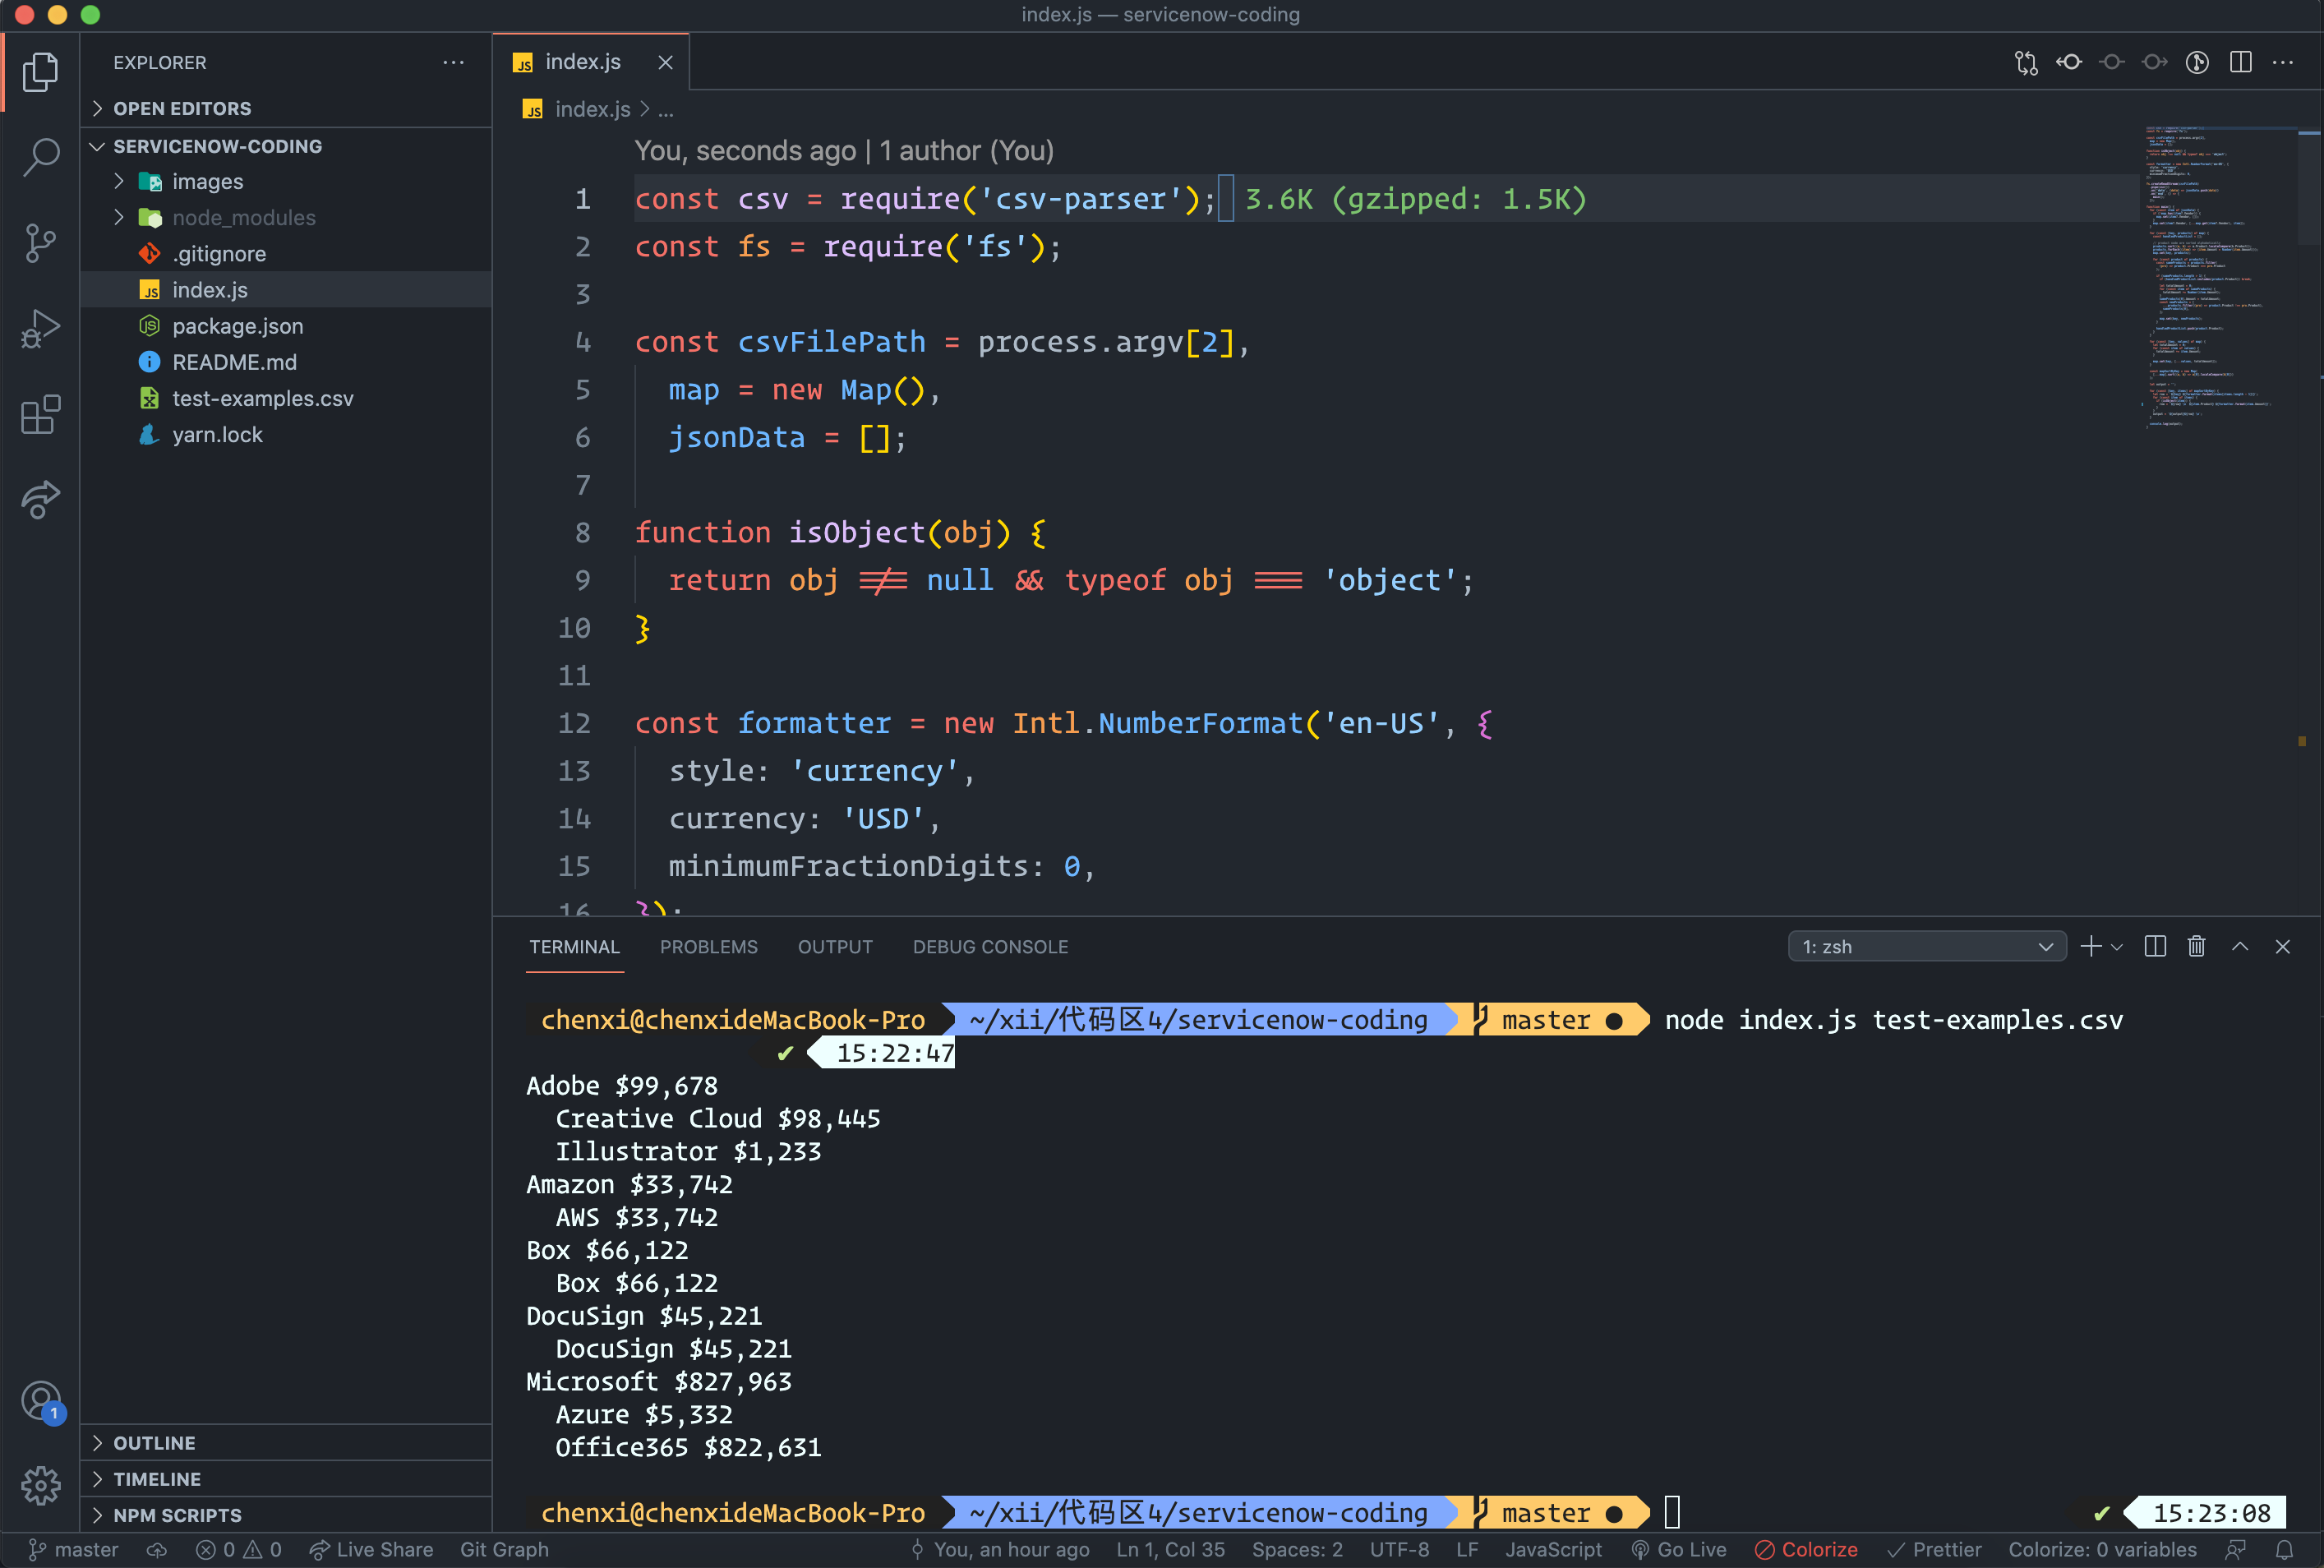 index.js — servicenow-coding
EXPLORER
OPEN EDITORS
SERVICENOW-CODING
images
node_modules
.gitignore
index.js
package.json
README.md
test-examples.csv
yarn.lock
OUTLINE
TIMELINE
NPM SCRIPTS
index.js
index.js > ...
You, seconds ago | 1 author (You)
1 const csv = require('csv-parser'); 3.6K (gzipped: 1.5K)
2 const fs = require('fs');
3
4 const csvFilePath = process.argv[2],
5   map = new Map(),
6   jsonData = [];
7
8 function isObject(obj) {
9   return obj !== null && typeof obj === 'object';
10 }
11
12 const formatter = new Intl.NumberFormat('en-US', {
13   style: 'currency',
14   currency: 'USD',
15   minimumFractionDigits: 0,
16 });
TERMINAL PROBLEMS OUTPUT DEBUG CONSOLE 1: zsh
chenxi@chenxideMacBook-Pro ~/xii/代码区4/servicenow-coding master ● node index.js test-examples.csv
✔ 15:22:47
Adobe $99,678
  Creative Cloud $98,445
  Illustrator $1,233
Amazon $33,742
  AWS $33,742
Box $66,122
  Box $66,122
DocuSign $45,221
  DocuSign $45,221
Microsoft $827,963
  Azure $5,332
  Office365 $822,631
chenxi@chenxideMacBook-Pro ~/xii/代码区4/servicenow-coding master ● ✔ 15:23:08
1
master 0 0 Live Share Git Graph You, an hour ago Ln 1, Col 35 Spaces: 2 UTF-8 LF JavaScript Go Live Colorize Prettier Colorize: 0 variables